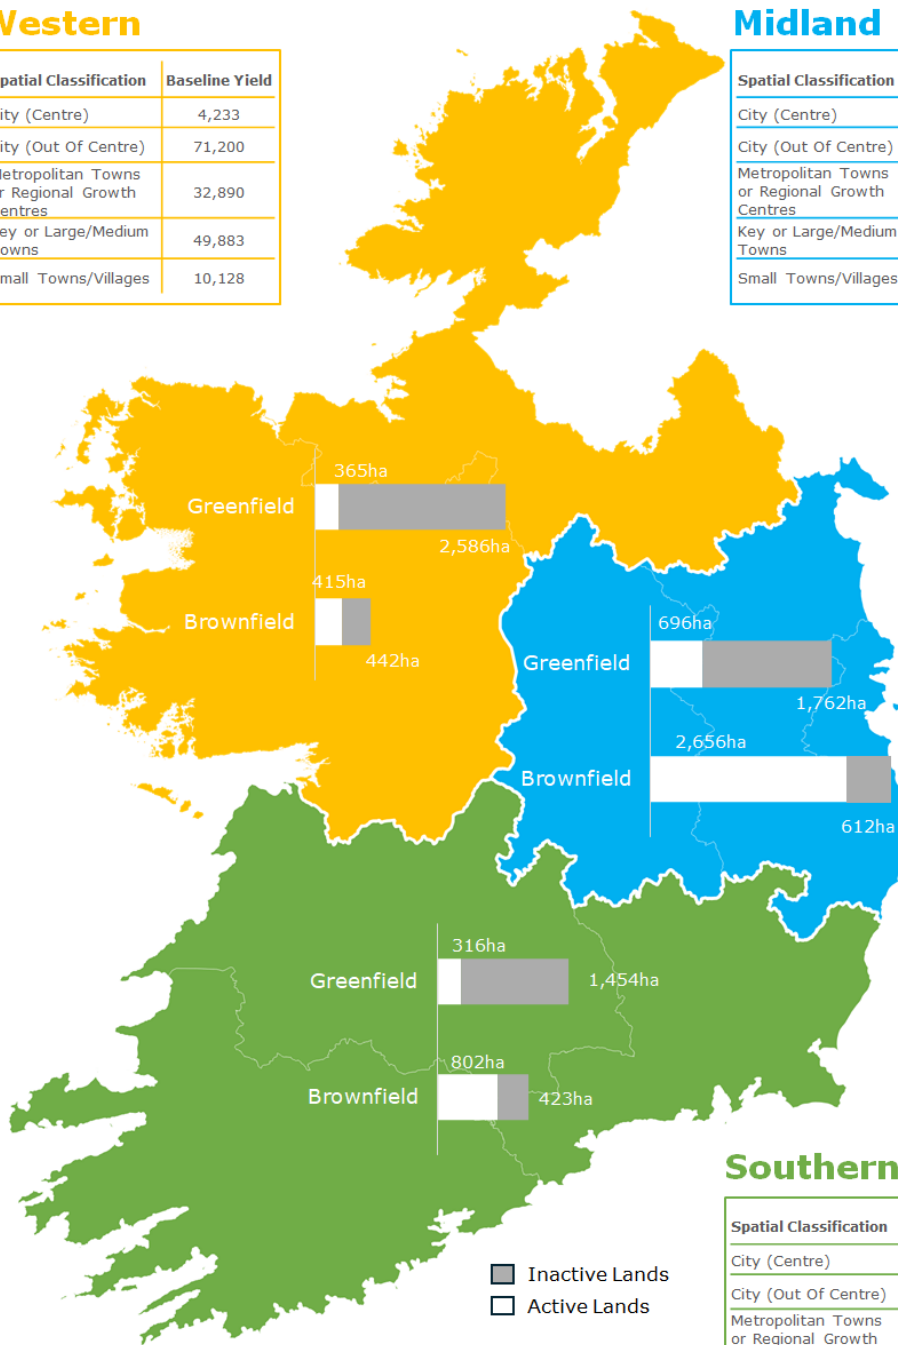 Western
Midland
Spatial Classification Baseline Yield
City (Centre) 4,233
City (Out Of Centre) 71,200
Metropolitan Towns
or Regional Growth
Centres
32,890
Key or Large/Medium
Towns
49,883
Small Towns/Villages 10,128
Spatial Classification
City (Centre)
City (Out Of Centre)
Metropolitan Towns
or Regional Growth
Centres
Key or Large/Medium
Towns
Small Towns/Villages
365ha
Greenfield
2,586ha
415ha
Brownfield
442ha
696ha
Greenfield
1,762ha
2,656ha
Brownfield
612ha
316ha
Greenfield
1,454ha
802ha
Brownfield
423ha
Southern
Spatial Classification
City (Centre)
City (Out Of Centre)
Metropolitan Towns
or Regional Growth
Inactive Lands
Active Lands